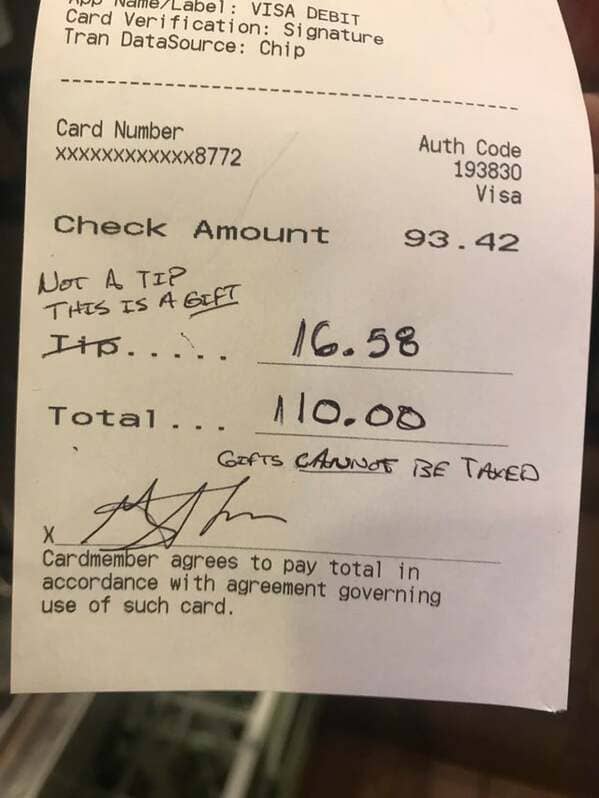 App Name/Label: VISA DEBIT
Card Verification: Signature
Tran DataSource: Chip
Card Number
xxxxxxxxxxxx8772
Auth Code
193830
Visa
Check Amount 93.42
NOT A TIP
THIS IS A GIFT
Tip..... 16.58
Total... 110.00
GIFTS CANNOT BE TAXED
X
Cardmember agrees to pay total in
accordance with agreement governing
use of such card.